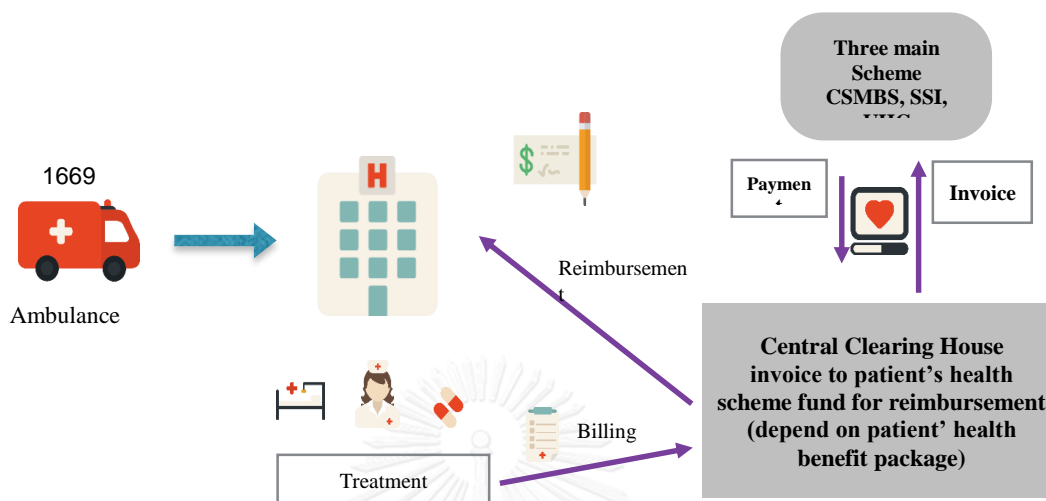 Three main
Scheme
CSMBS, SSI,
1669
Paymen
Invoice
H
$
Reimbursemen
t
Ambulance
Central Clearing House
invoice to patient’s health
scheme fund for reimbursement
(depend on patient’ health
benefit package)
Billing
Treatment